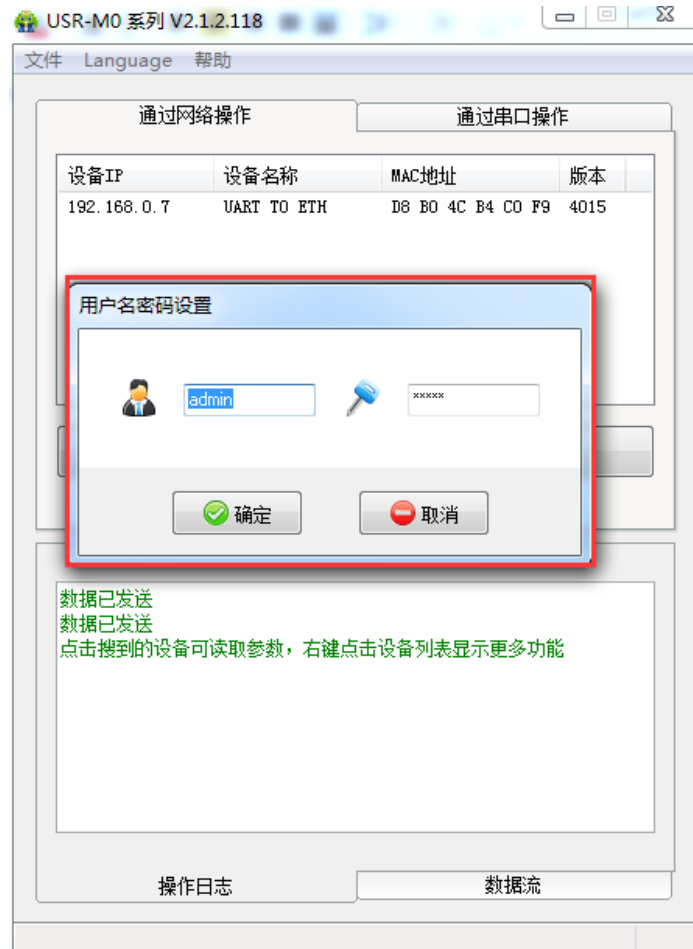 USR-M0 系列 V2.1.2.118
文件 Language 帮助
通过网络操作 通过串口操作
设备IP 设备名称 MAC地址 版本
192.168.0.7 UART TO ETH D8 B0 4C B4 C0 F9 4015
用户名密码设置
admin *****
确定 取消
数据已发送
数据已发送
点击搜到的设备可读取参数，右键点击设备列表显示更多功能
操作日志 数据流